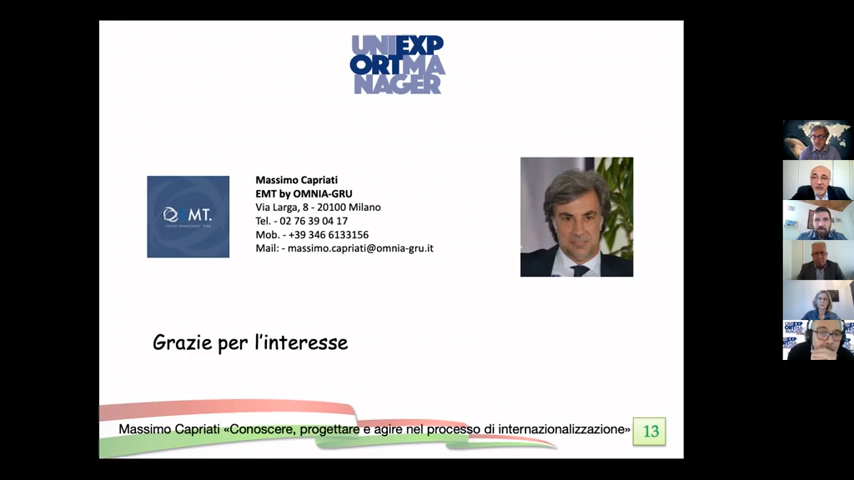 UNIEXP
ORTMA
NAGER
EMT.
Massimo Capriati
EMT by OMNIA-GRU
Via Larga, 8 - 20100 Milano
Tel. - 02 76 39 04 17
Mob. - +39 346 6133156
Mail: - massimo.capriati@omnia-gru.it
Grazie per l'interesse
Massimo Capriati «Conoscere, progettare e agire nel processo di internazionalizzazione»
13